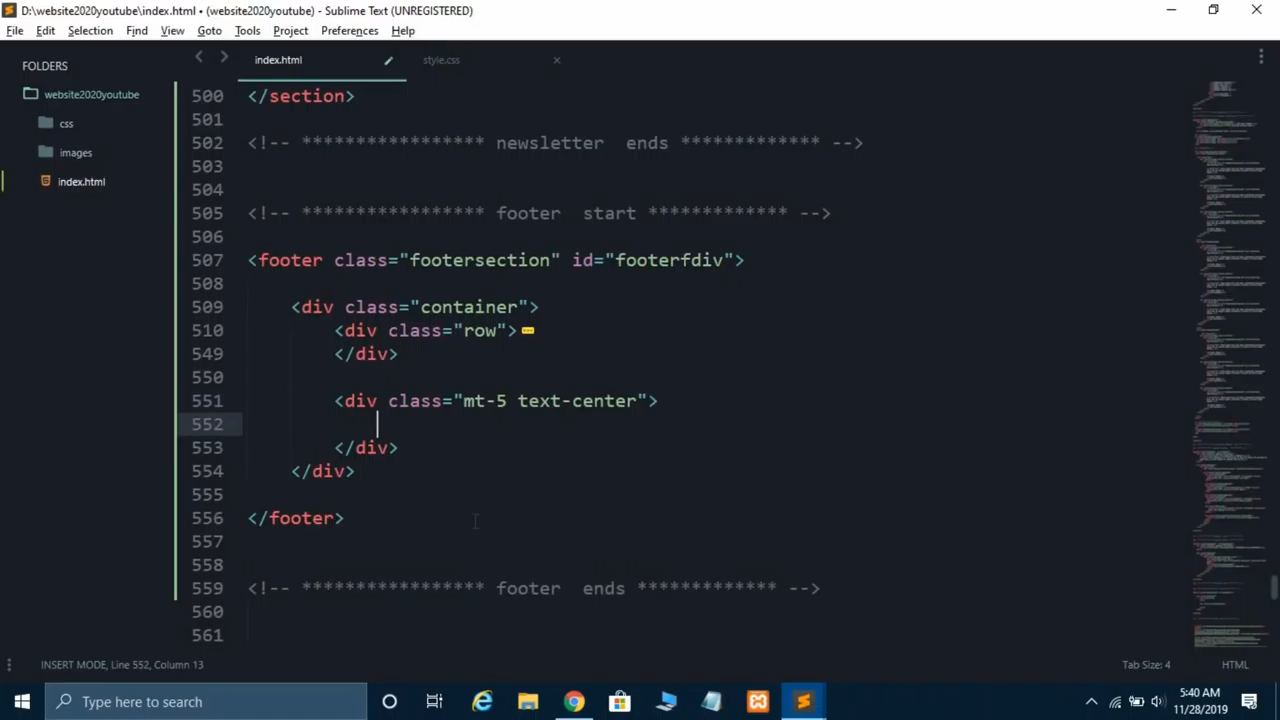 D:\website2020youtube\index.html • (website2020youtube) - Sublime Text (UNREGISTERED)
File Edit Selection Find View Goto Tools Project Preferences Help
FOLDERS
website2020youtube
css
images
index.html
index.html
style.css
500 </section>
501
502 <!-- ***************** newsletter  ends ************* -->
503
504
505 <!-- ***************** footer  start ************* -->
506
507 <footer class="footersection" id="footerfdiv">
508
509 <div class="container">
510 <div class="row">
549 </div>
550
551 <div class="mt-5 text-center">
552
553 </div>
554 </div>
555
556 </footer>
557
558
559 <!-- ***************** footer  ends ************* -->
560
561
INSERT MODE, Line 552, Column 13
Tab Size: 4
HTML
Type here to search
5:40 AM
11/28/2019